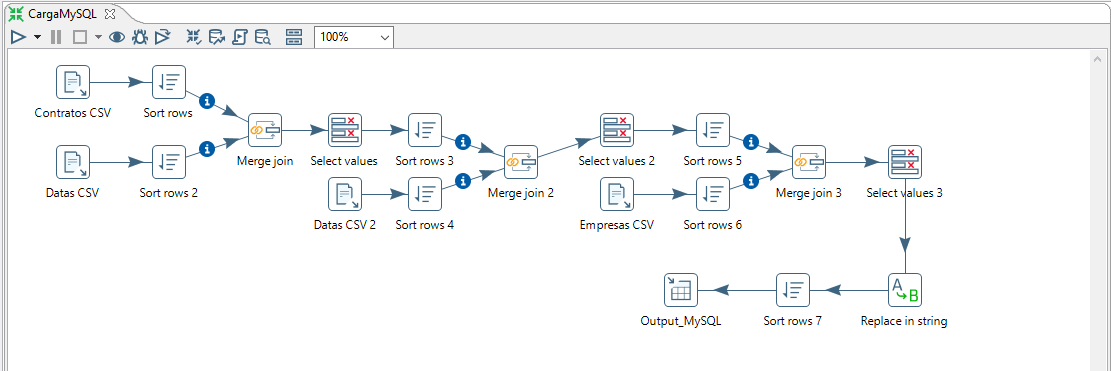 CargaMySQL
100%
Contratos CSV
Sort rows
Merge join
Select values
Sort rows 3
Select values 2
Sort rows 5
Datas CSV
Sort rows 2
Merge join 2
Merge join 3
Select values 3
Datas CSV 2
Sort rows 4
Empresas CSV
Sort rows 6
A
B
Output_MySQL
Sort rows 7
Replace in string